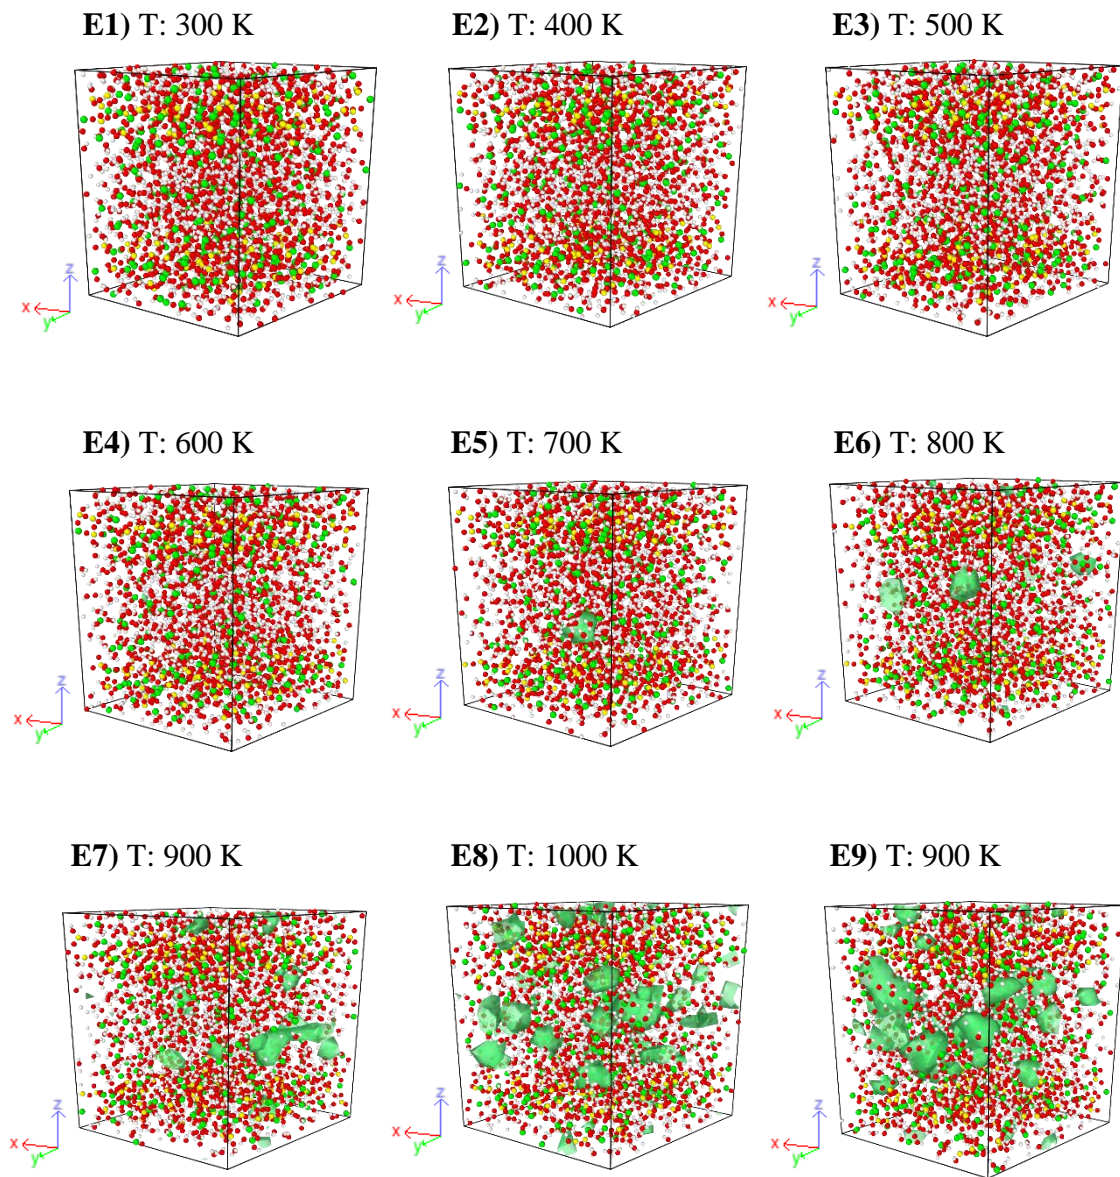 E1) T: 300 K
E2) T: 400 K
E3) T: 500 K
z
x
y
z
x
y
z
x
y
E4) T: 600 K
E5) T: 700 K
E6) T: 800 K
z
x
y
z
x
y
z
x
y
E7) T: 900 K
E8) T: 1000 K
E9) T: 900 K
z
x
y
z
x
y
z
x
y